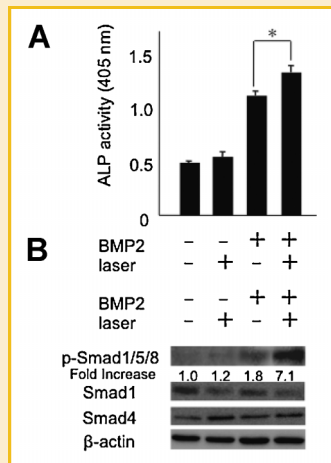 A
ALP activity (405 nm)
1.5
*
1.0
0.5
0
BMP2 − − + +
laser − + − +
B
BMP2 − − + +
laser − + − +
p-Smad1/5/8
Fold Increase 1.0 1.2 1.8 7.1
Smad1
Smad4
β-actin